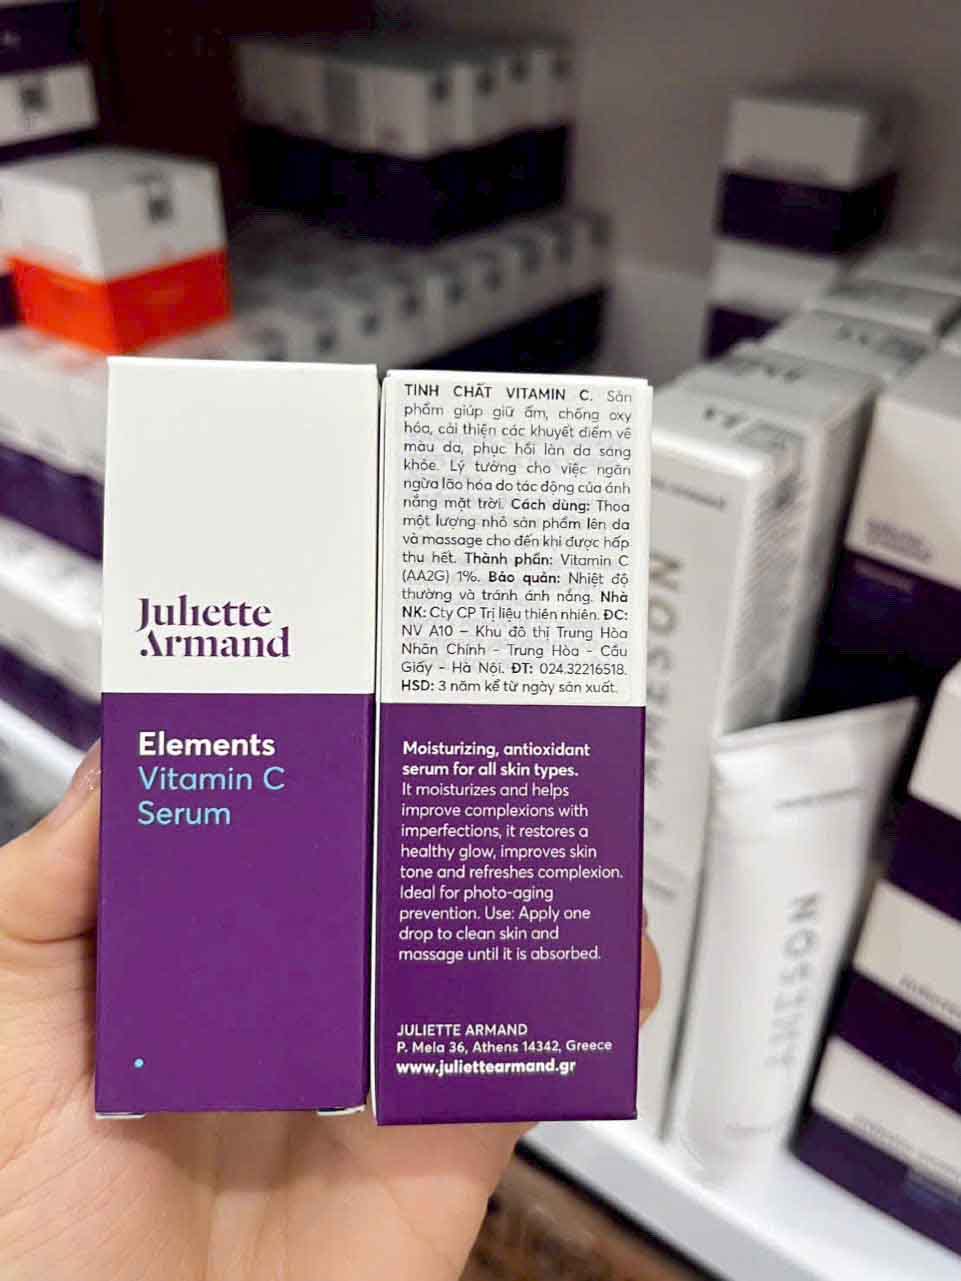 Juliette
Armand
Elements
Vitamin C
Serum
TINH CHẤT VITAMIN C. Sản
phẩm giúp giữ ẩm, chống oxy
hóa, cải thiện các khuyết điểm về
màu da, phục hồi làn da sáng
khỏe. Lý tưởng cho việc ngăn
ngừa lão hóa do tác động của ánh
nắng mặt trời. Cách dùng: Thoa
một lượng nhỏ sản phẩm lên da
và massage cho đến khi được hấp
thu hết. Thành phần: Vitamin C
(AA2G) 1%. Bảo quản: Nhiệt độ
thường và tránh ánh nắng. Nhà
NK: Cty CP Trị liệu thiên nhiên. ĐC:
NV A10 – Khu đô thị Trung Hòa
Nhân Chính - Trung Hòa - Cầu
Giấy - Hà Nội. ĐT: 024.32216518.
HSD: 3 năm kể từ ngày sản xuất.
Moisturizing, antioxidant
serum for all skin types.
It moisturizes and helps
improve complexions with
imperfections, it restores a
healthy glow, improves skin
tone and refreshes complexion.
Ideal for photo-aging
prevention. Use: Apply one
drop to clean skin and
massage until it is absorbed.
JULIETTE ARMAND
P. Mela 36, Athens 14342, Greece
www.juliettearmand.gr